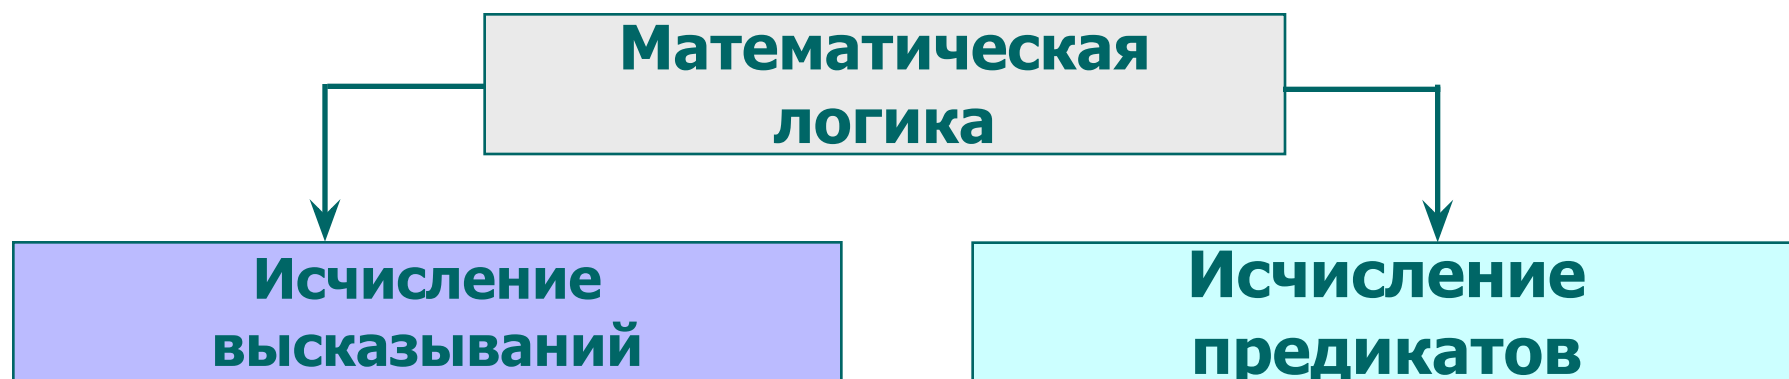 Математическая
логика
Исчисление
высказываний
Исчисление
предикатов